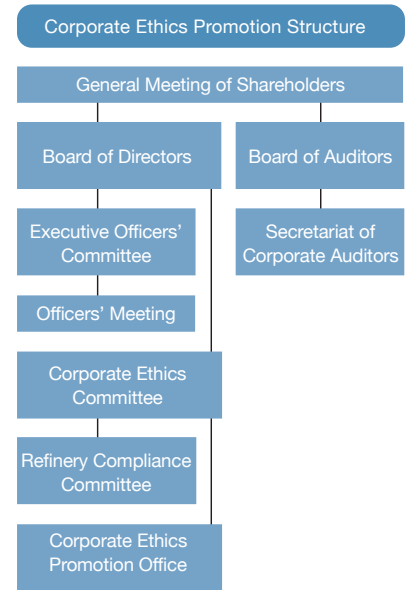 Corporate Ethics Promotion Structure
General Meeting of Shareholders
Board of Directors
Board of Auditors
Executive Officers’
Committee
Secretariat of
Corporate Auditors
Officers’ Meeting
Corporate Ethics
Committee
Refinery Compliance
Committee
Corporate Ethics
Promotion Office